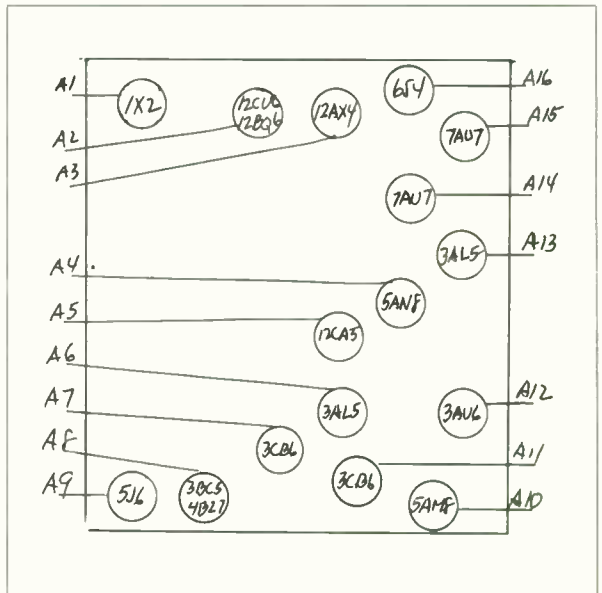 A1
1X2
A2
12CU6
12BQ6
A3
12AX4
6S4
A16
7AU7
A15
7AU7
A14
3AL5
A13
A4
5AN8
A5
12CA5
A6
3AL5
A7
3CB6
A8
3BC5
4BZ7
A9
5J6
3AU6
A12
3CB6
A11
5AM8
A10